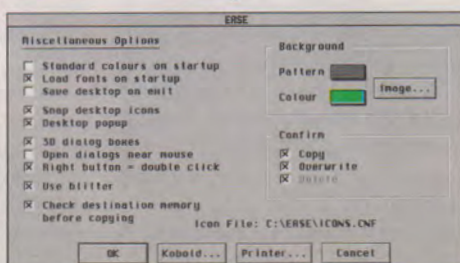 ERSE
Miscellaneous Options
Standard colours on startup
Load fonts on startup
Save desktop on exit
Snap desktop icons
Desktop popup
3D dialog boxes
Open dialogs near mouse
Right button = double click
Use blitter
Check destination memory
before copying
Background
Pattern
Colour
Image...
Confirm
Copy
Overwrite
Delete
Icon File: C:\ERSE\ICONS.CNF
OK
Kobold...
Printer...
Cancel